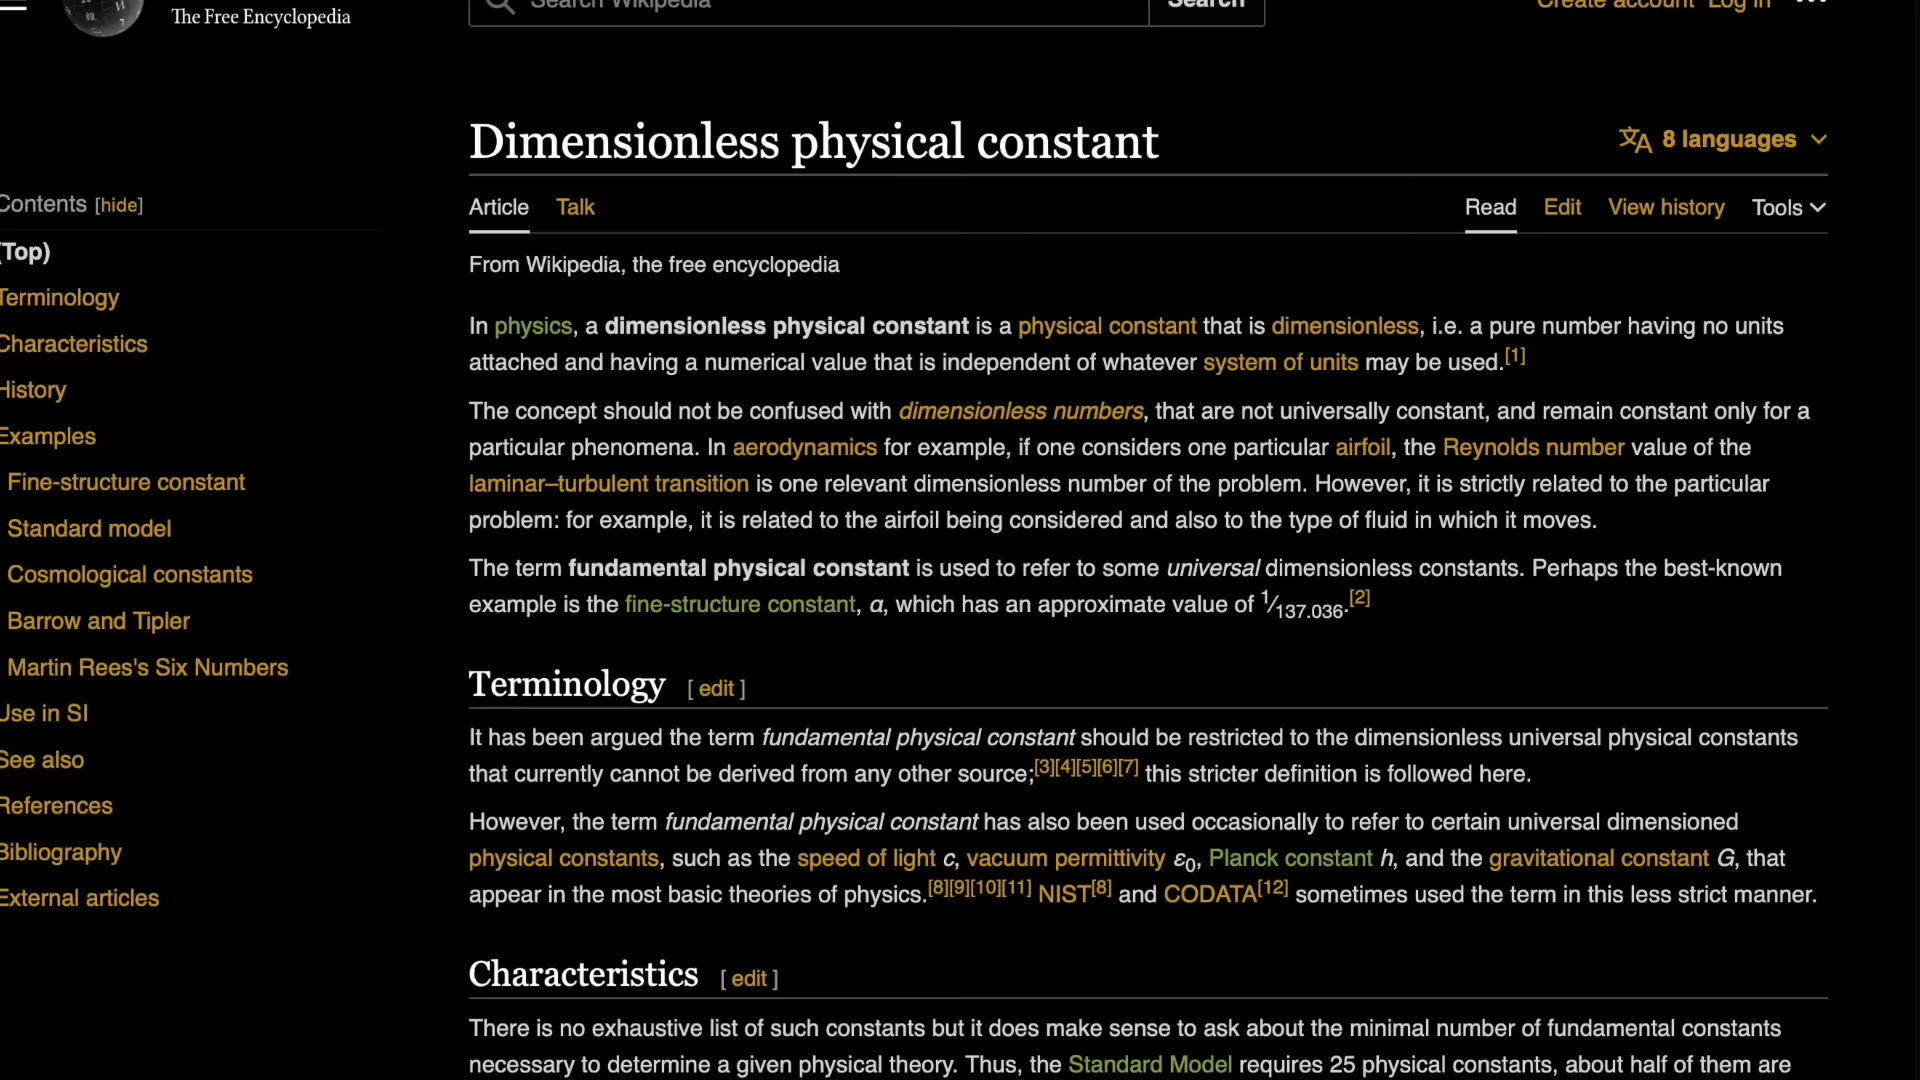 The Free Encyclopedia
Search Wikipedia
Search
Create account Log in
Contents [hide]
(Top)
Terminology
Characteristics
History
Examples
Fine-structure constant
Standard model
Cosmological constants
Barrow and Tipler
Martin Rees's Six Numbers
Use in SI
See also
References
Bibliography
External articles
Dimensionless physical constant
8 languages
Article Talk
Read Edit View history Tools
From Wikipedia, the free encyclopedia
In physics, a dimensionless physical constant is a physical constant that is dimensionless, i.e. a pure number having no units
attached and having a numerical value that is independent of whatever system of units may be used.[1]
The concept should not be confused with dimensionless numbers, that are not universally constant, and remain constant only for a
particular phenomena. In aerodynamics for example, if one considers one particular airfoil, the Reynolds number value of the
laminar–turbulent transition is one relevant dimensionless number of the problem. However, it is strictly related to the particular
problem: for example, it is related to the airfoil being considered and also to the type of fluid in which it moves.
The term fundamental physical constant is used to refer to some universal dimensionless constants. Perhaps the best-known
example is the fine-structure constant, α, which has an approximate value of 1⁄137.036.[2]
Terminology [ edit ]
It has been argued the term fundamental physical constant should be restricted to the dimensionless universal physical constants
that currently cannot be derived from any other source;[3][4][5][6][7] this stricter definition is followed here.
However, the term fundamental physical constant has also been used occasionally to refer to certain universal dimensioned
physical constants, such as the speed of light c, vacuum permittivity ε0, Planck constant h, and the gravitational constant G, that
appear in the most basic theories of physics.[8][9][10][11] NIST[8] and CODATA[12] sometimes used the term in this less strict manner.
Characteristics [ edit ]
There is no exhaustive list of such constants but it does make sense to ask about the minimal number of fundamental constants
necessary to determine a given physical theory. Thus, the Standard Model requires 25 physical constants, about half of them are